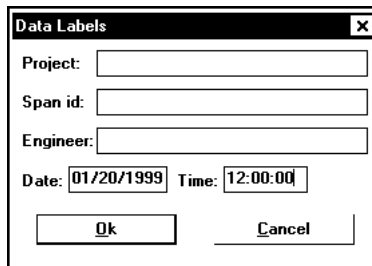 Data Labels
Project:
Span id:
Engineer:
Date: 01/20/1999 Time: 12:00:00
Ok Cancel